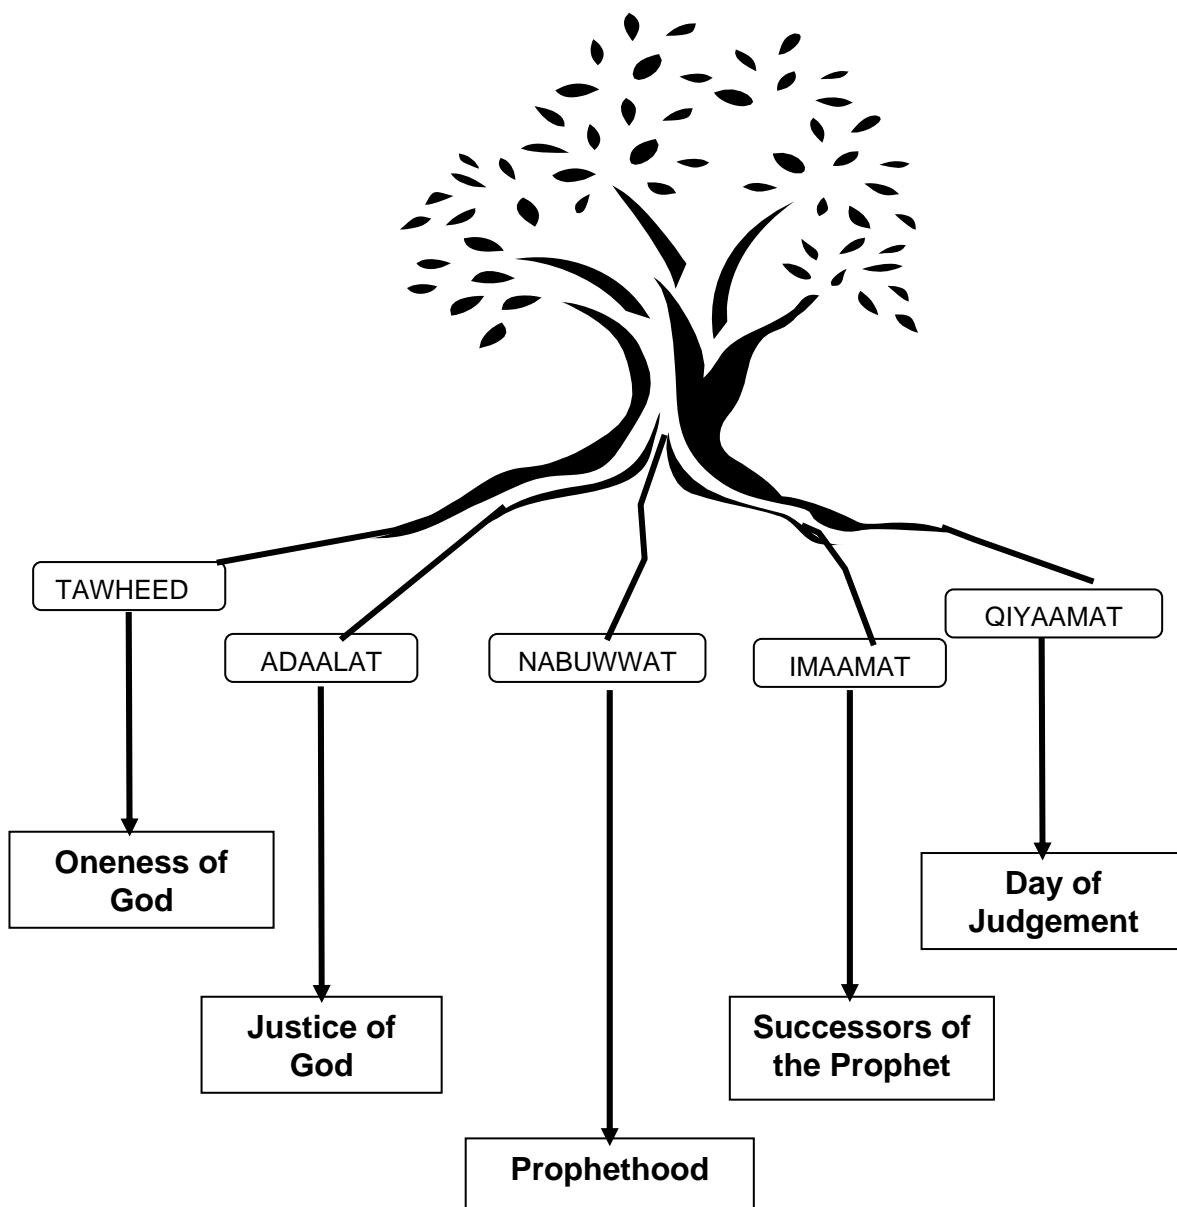 TAWHEED
ADAALAT
NABUWWAT
IMAAMAT
QIYAAMAT
Oneness of
God
Justice of
God
Prophethood
Successors of
the Prophet
Day of
Judgement